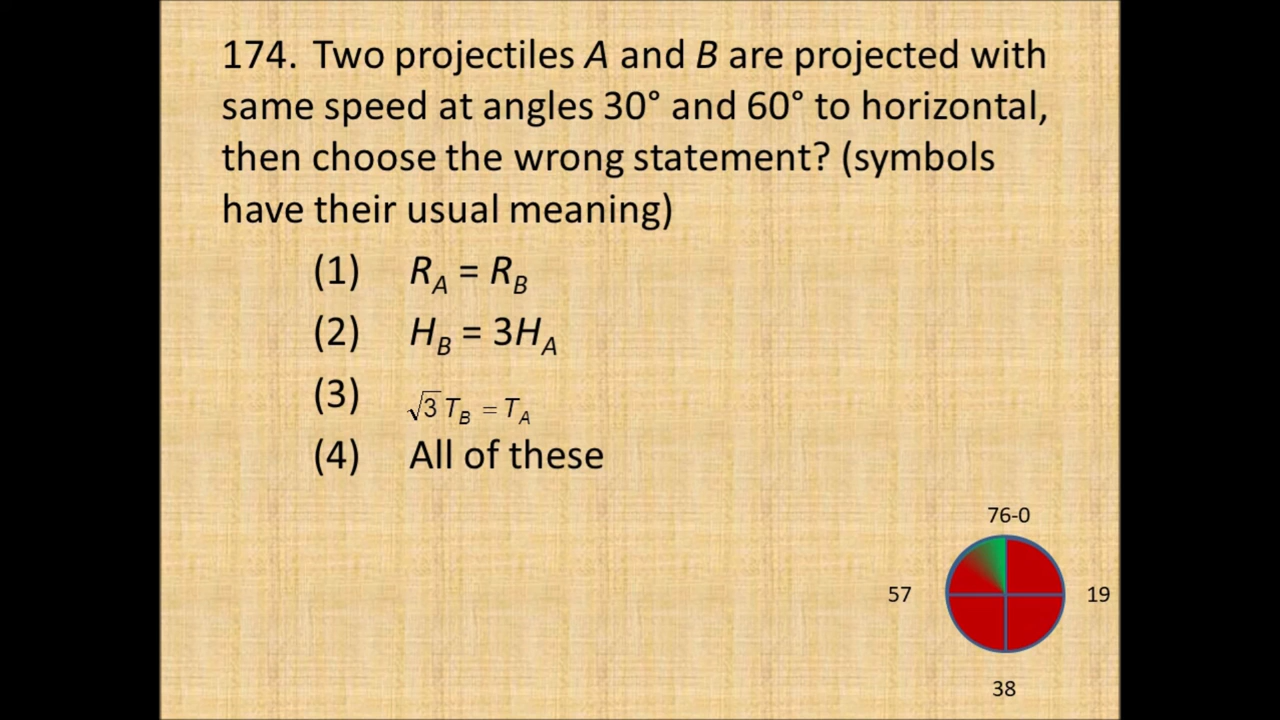 174. Two projectiles A and B are projected with
same speed at angles 30° and 60° to horizontal,
then choose the wrong statement? (symbols
have their usual meaning)
(1) R_A = R_B
(2) H_B = 3H_A
(3) √3 T_B = T_A
(4) All of these
76-0
57
19
38